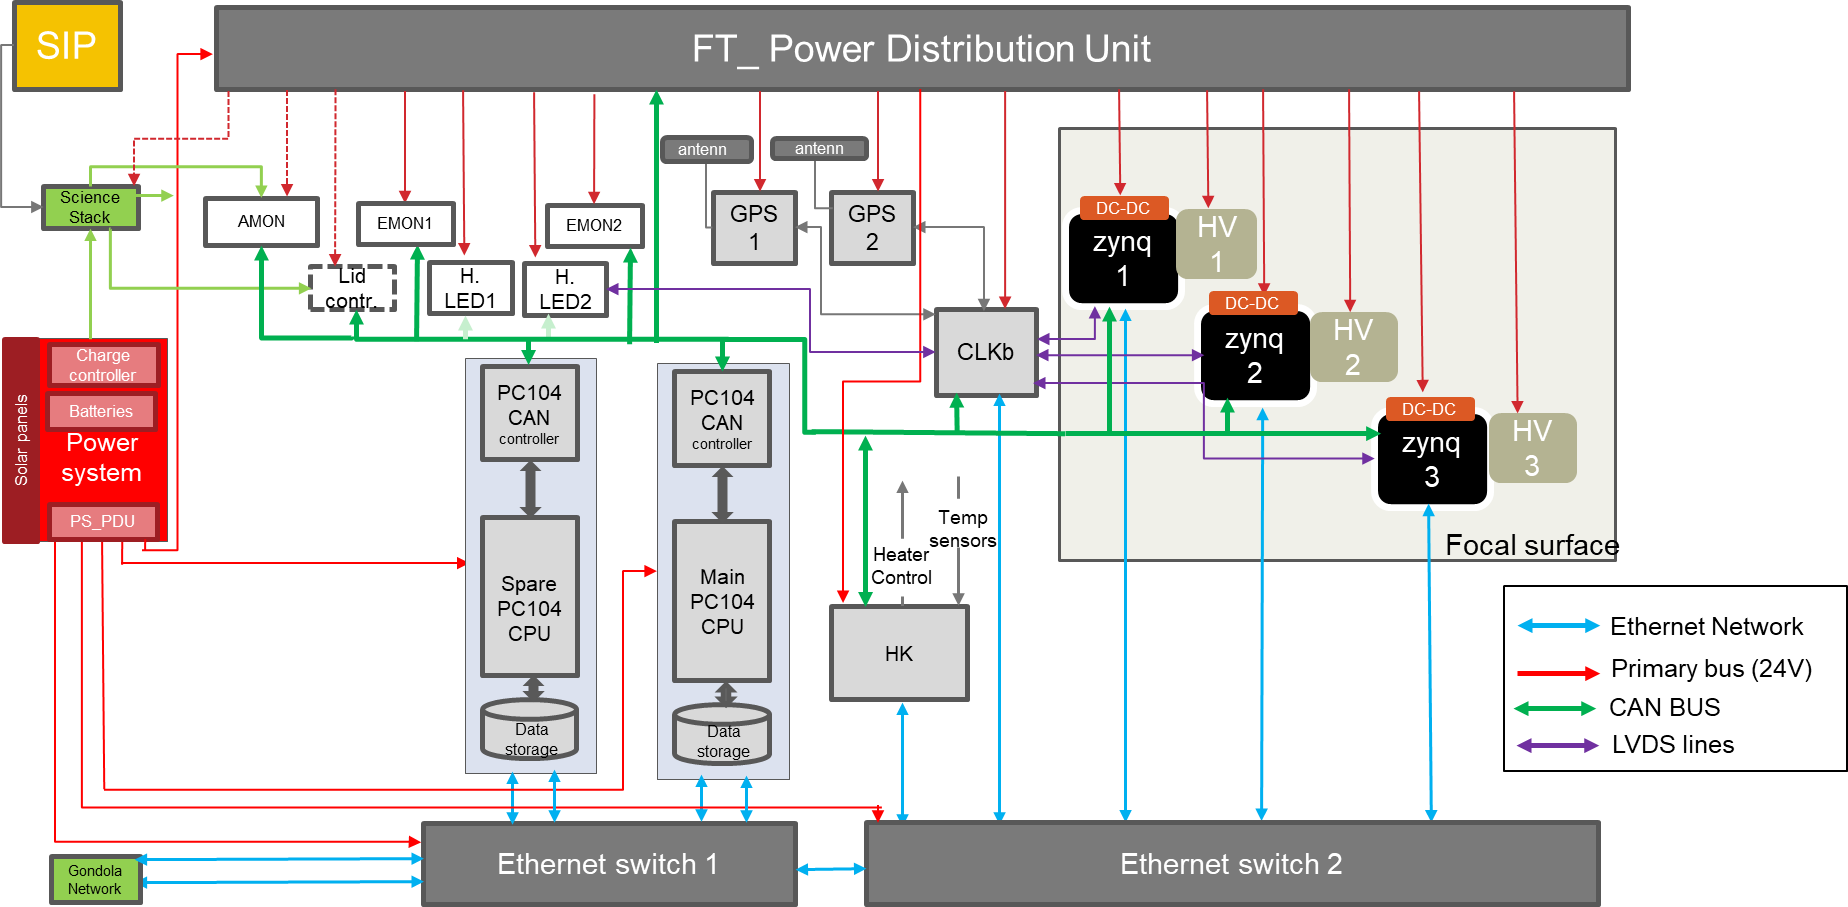 SIP
FT_ Power Distribution Unit
antenn
antenn
Science
Stack
AMON
EMON1
EMON2
GPS
1
GPS
2
DC-DC
zynq
1
HV
1
Lid
contr.
H.
LED1
H.
LED2
DC-DC
zynq
2
HV
2
CLKb
Solar panels
Charge
controller
Batteries
Power
system
PS_PDU
PC104
CAN
controller
PC104
CAN
controller
DC-DC
zynq
3
HV
3
Temp
sensors
Heater
Control
Focal surface
Spare
PC104
CPU
Main
PC104
CPU
HK
Data
storage
Data
storage
Ethernet Network
Primary bus (24V)
CAN BUS
LVDS lines
Gondola
Network
Ethernet switch 1
Ethernet switch 2